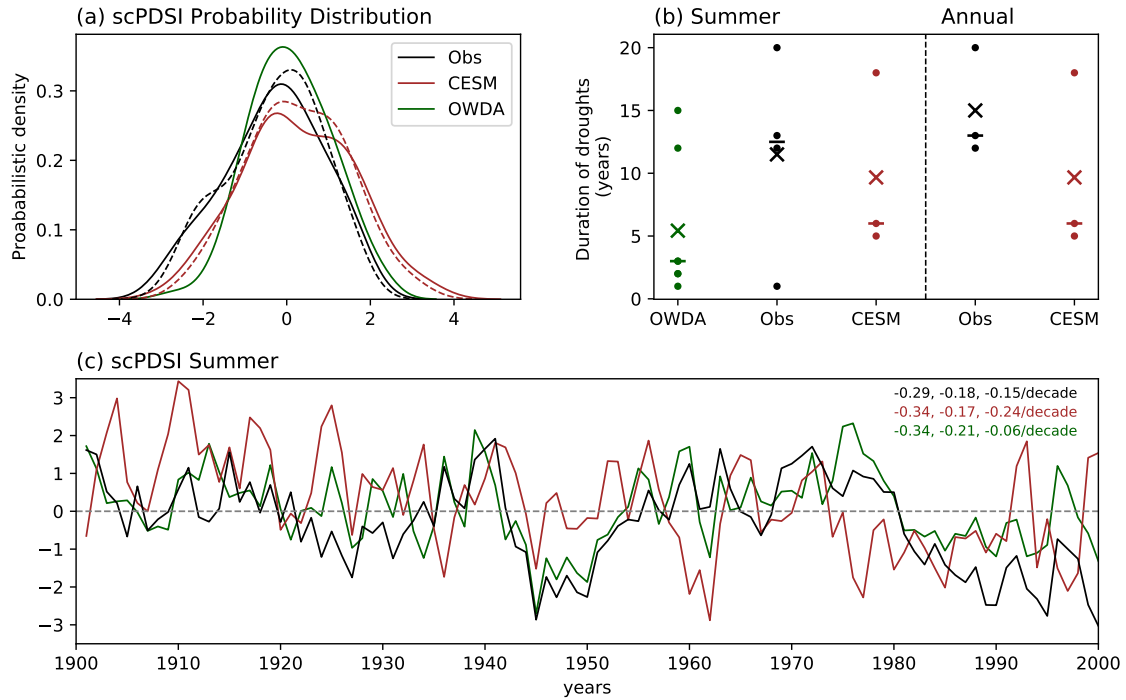 (a) scPDSI Probability Distribution
Proababilistic density
0.3
0.2
0.1
0.0
−4
−2
0
2
4
Obs
CESM
OWDA
(b) Summer
Annual
Duration of droughts
(years)
20
15
10
5
0
OWDA
Obs
CESM
Obs
CESM
(c) scPDSI Summer
3
2
1
0
−1
−2
−3
-0.29, -0.18, -0.15/decade
-0.34, -0.17, -0.24/decade
-0.34, -0.21, -0.06/decade
1900
1910
1920
1930
1940
1950
1960
1970
1980
1990
2000
years